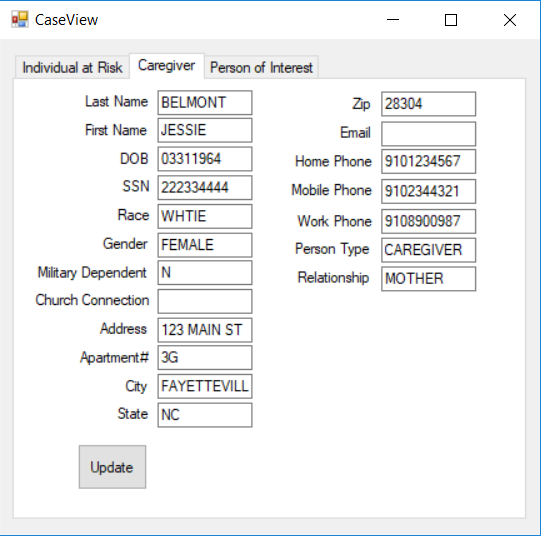 CaseView
Individual at Risk Caregiver Person of Interest
Last Name BELMONT
First Name JESSIE
DOB 03311964
SSN 222334444
Race WHTIE
Gender FEMALE
Military Dependent N
Church Connection
Address 123 MAIN ST
Apartment# 3G
City FAYETTEVILL
State NC
Zip 28304
Email
Home Phone 9101234567
Mobile Phone 9102344321
Work Phone 9108900987
Person Type CAREGIVER
Relationship MOTHER
Update